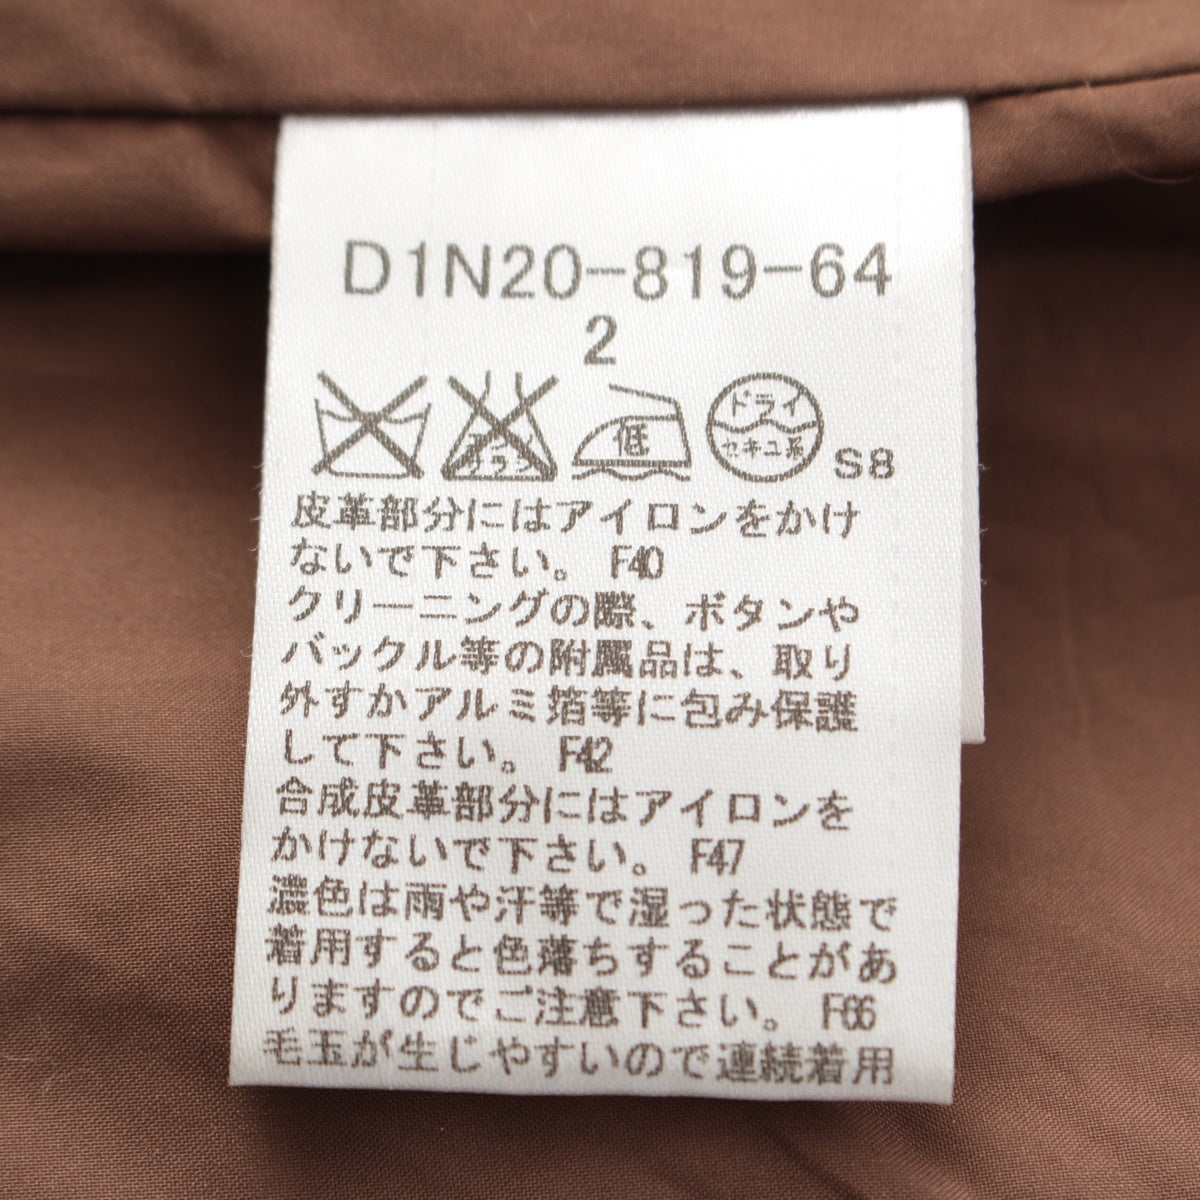 D1N20-819-64
2
エンソ
サラシ
低
ドライ
セキユ系
S8
皮革部分にはアイロンをかけ
ないで下さい。 F40
クリーニングの際、ボタンや
バックル等の附属品は、取り
外すかアルミ箔等に包み保護
して下さい。 F42
合成皮革部分にはアイロンを
かけないで下さい。 F47
濃色は雨や汗等で湿った状態で
着用すると色落ちすることがあ
りますのでご注意下さい。 F66
毛玉が生じやすいので連続着用